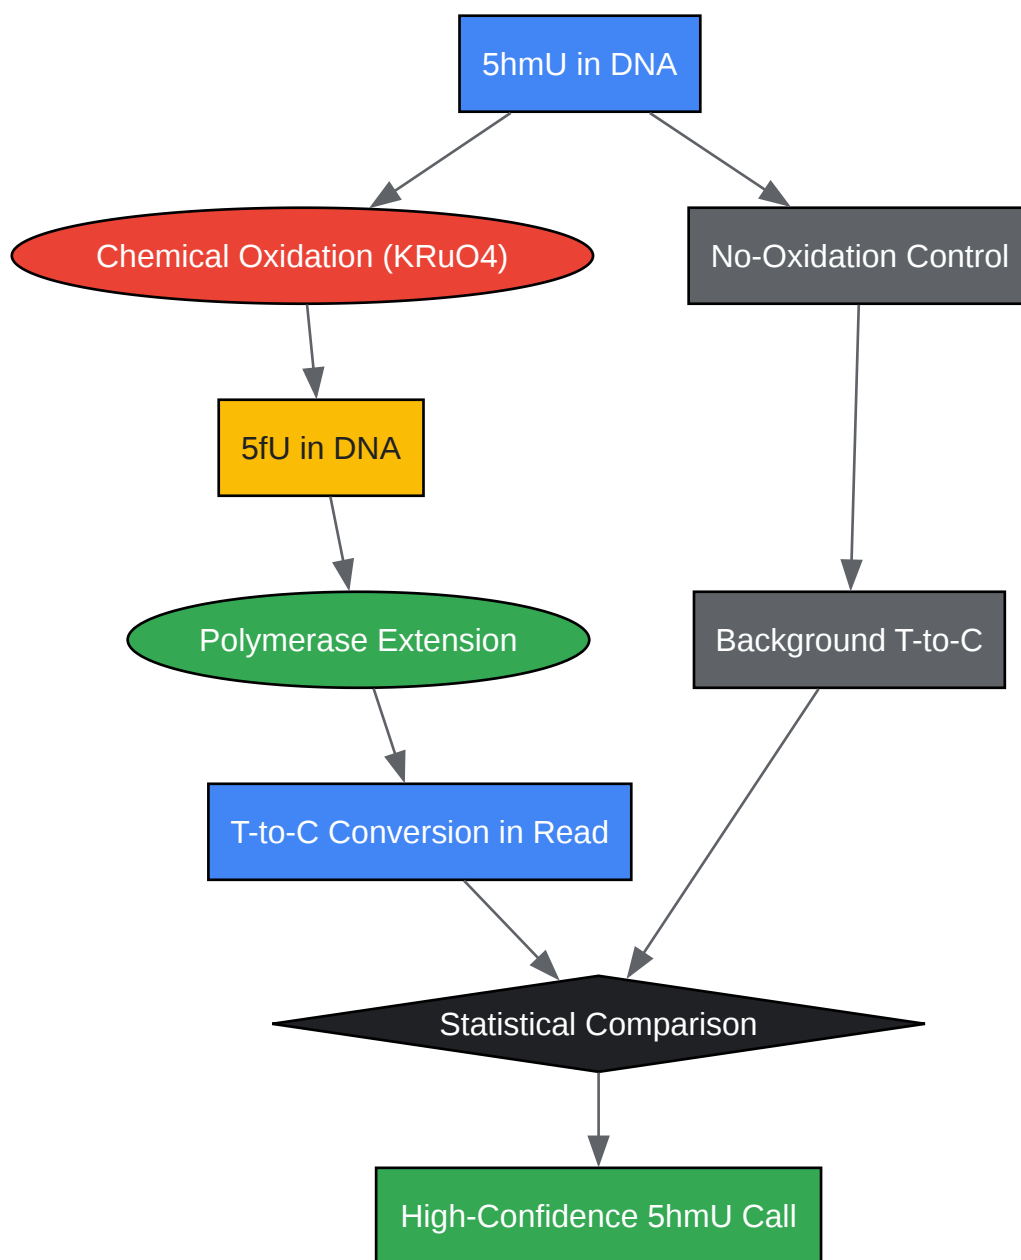 5hmU in DNA
Chemical Oxidation (KRuO4)
No-Oxidation Control
5fU in DNA
Polymerase Extension
Background T-to-C
T-to-C Conversion in Read
Statistical Comparison
High-Confidence 5hmU Call